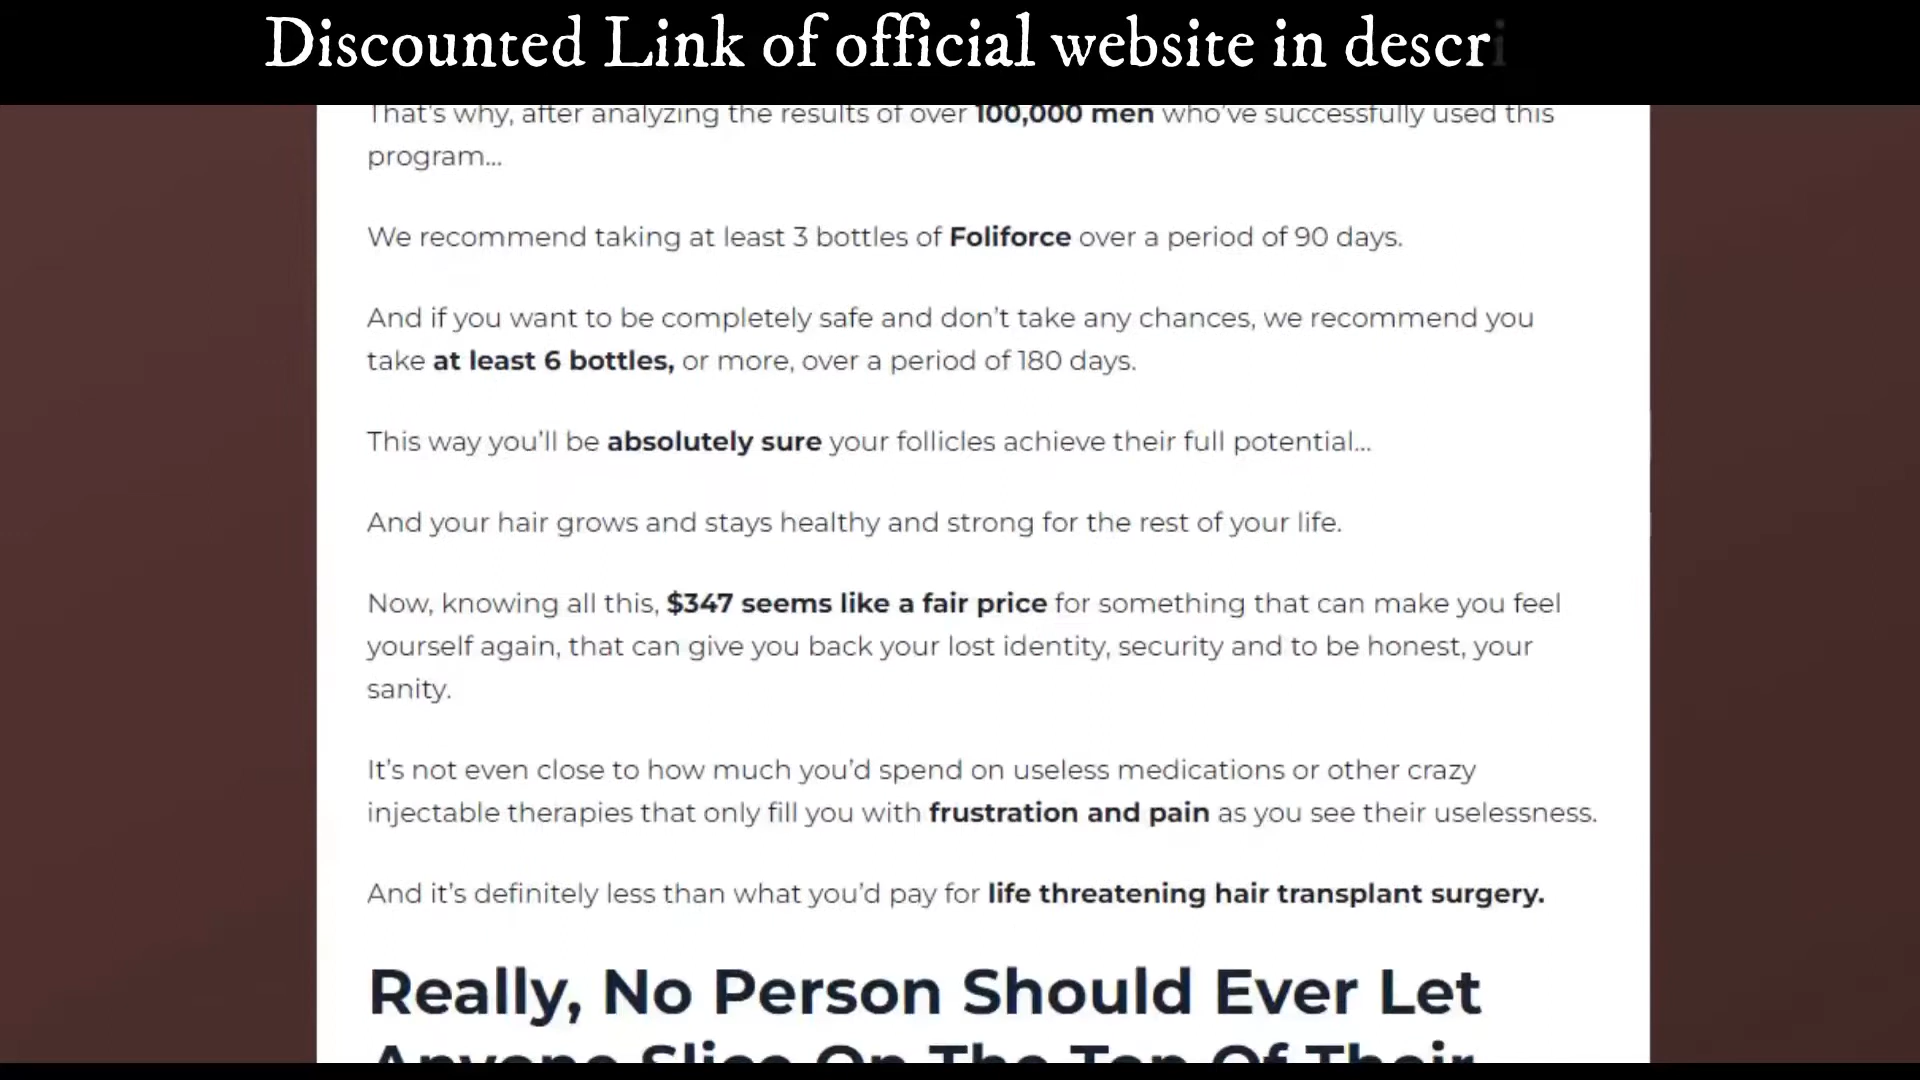 Discounted Link of official website in descri
That's why, after analyzing the results of over 100,000 men who've successfully used this
program...
We recommend taking at least 3 bottles of Foliforce over a period of 90 days.
And if you want to be completely safe and don't take any chances, we recommend you
take at least 6 bottles, or more, over a period of 180 days.
This way you'll be absolutely sure your follicles achieve their full potential...
And your hair grows and stays healthy and strong for the rest of your life.
Now, knowing all this, $347 seems like a fair price for something that can make you feel
yourself again, that can give you back your lost identity, security and to be honest, your
sanity.
It's not even close to how much you'd spend on useless medications or other crazy
injectable therapies that only fill you with frustration and pain as you see their uselessness.
And it's definitely less than what you'd pay for life threatening hair transplant surgery.
Really, No Person Should Ever Let
Anyone Slice On The Top Of Their